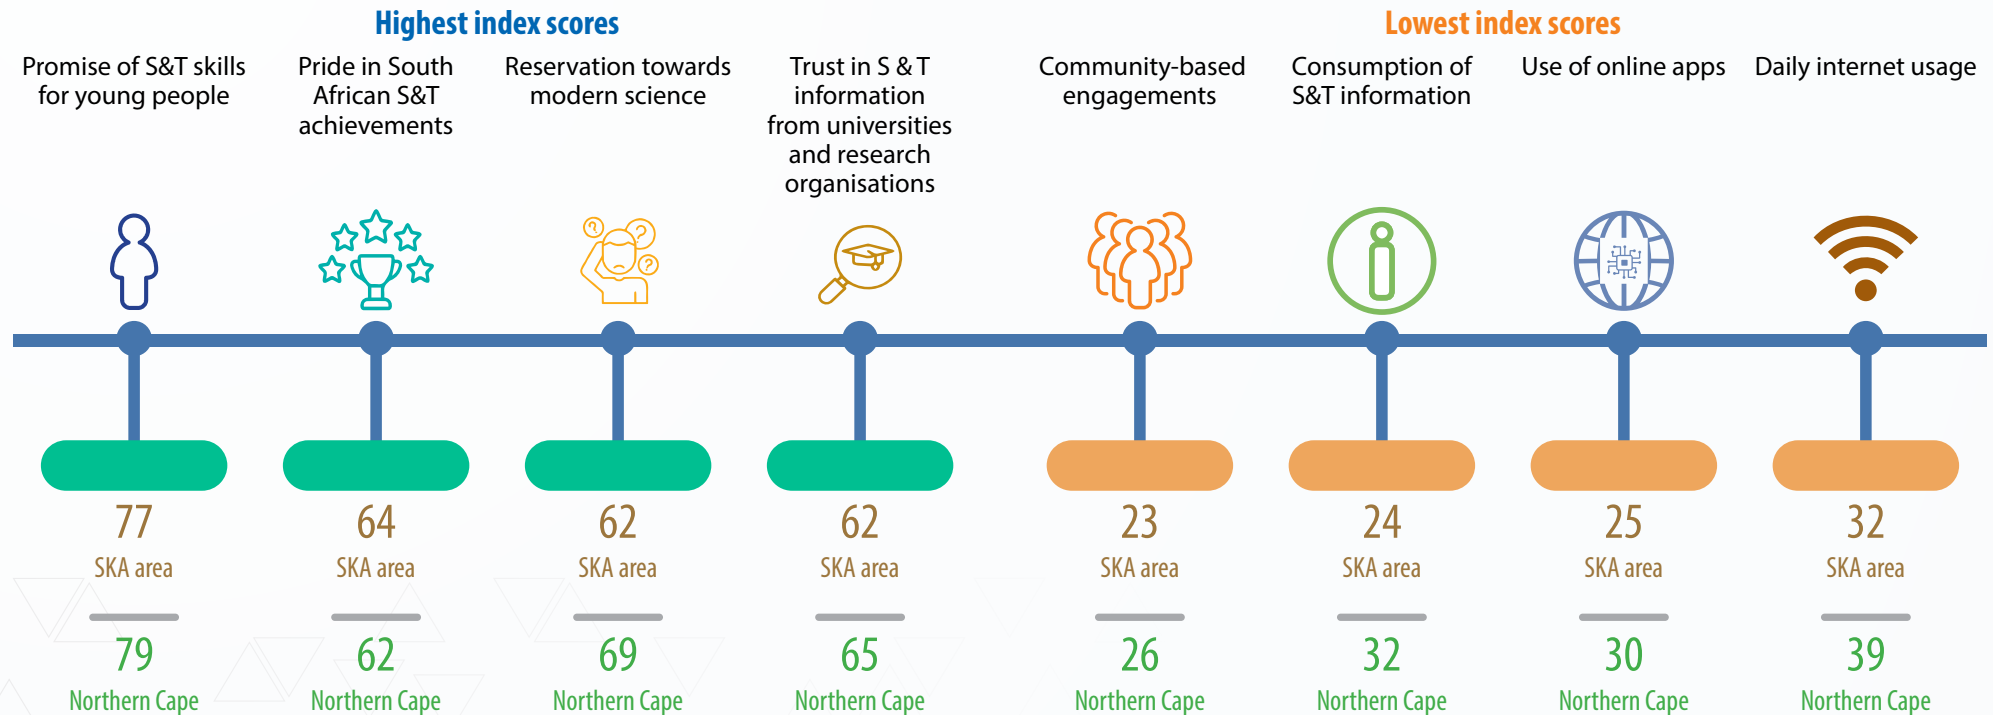 Highest index scores
Promise of S&T skills
for young people
Pride in South
African S&T
achievements
Reservation towards
modern science
Trust in S & T
information
from universities
and research
organisations
77
SKA area
79
Northern Cape
64
SKA area
62
Northern Cape
62
SKA area
69
Northern Cape
62
SKA area
65
Northern Cape
Lowest index scores
Community-based
engagements
Consumption of
S&T information
Use of online apps
Daily internet usage
23
SKA area
26
Northern Cape
24
SKA area
32
Northern Cape
25
SKA area
30
Northern Cape
32
SKA area
39
Northern Cape